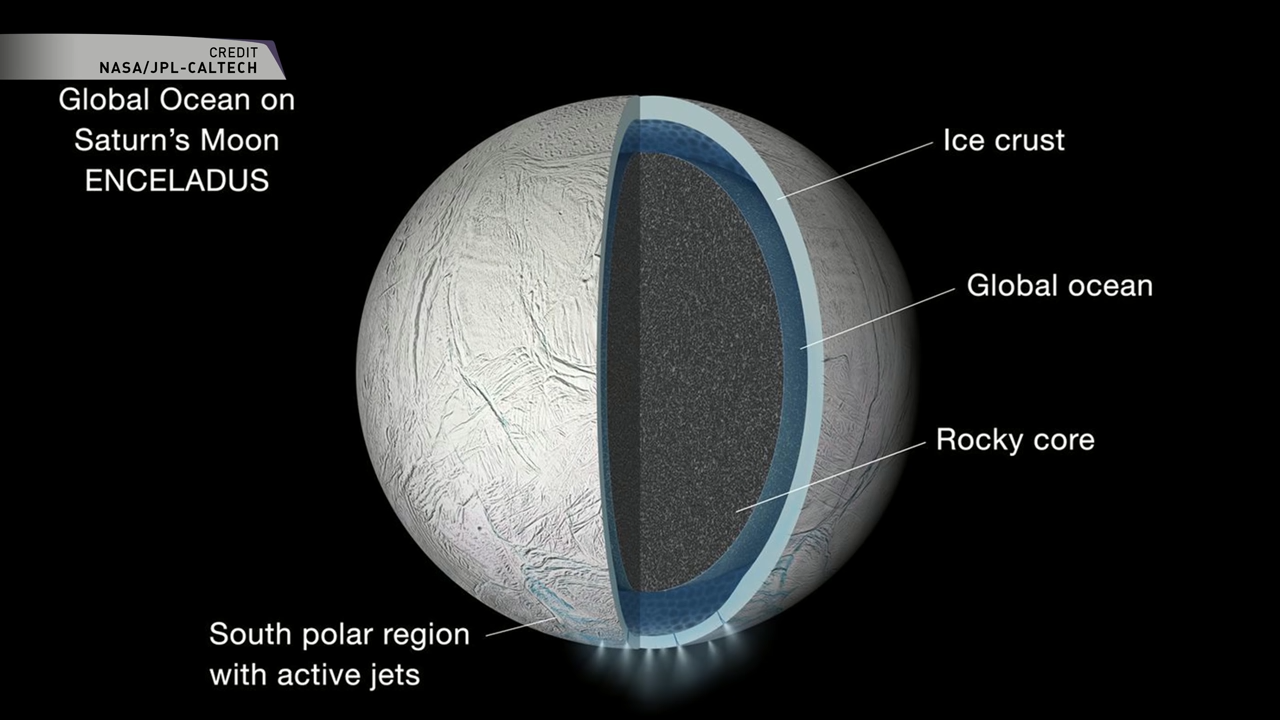 CREDIT
NASA/JPL-CALTECH
Global Ocean on
Saturn's Moon
ENCELADUS
Ice crust
Global ocean
Rocky core
South polar region
with active jets